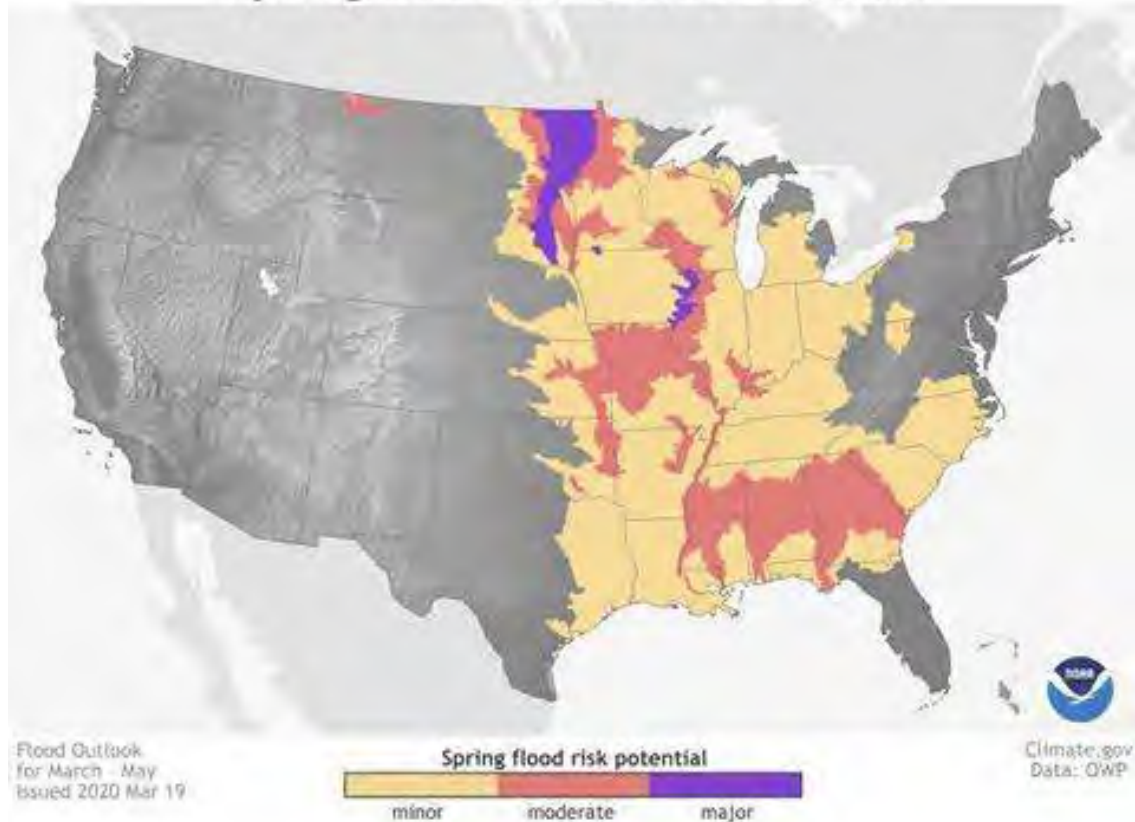 Flood Outlook
for March - May
Issued 2020 Mar 19
Spring flood risk potential
minor moderate major
NOAA
Climate.gov
Data: OWP